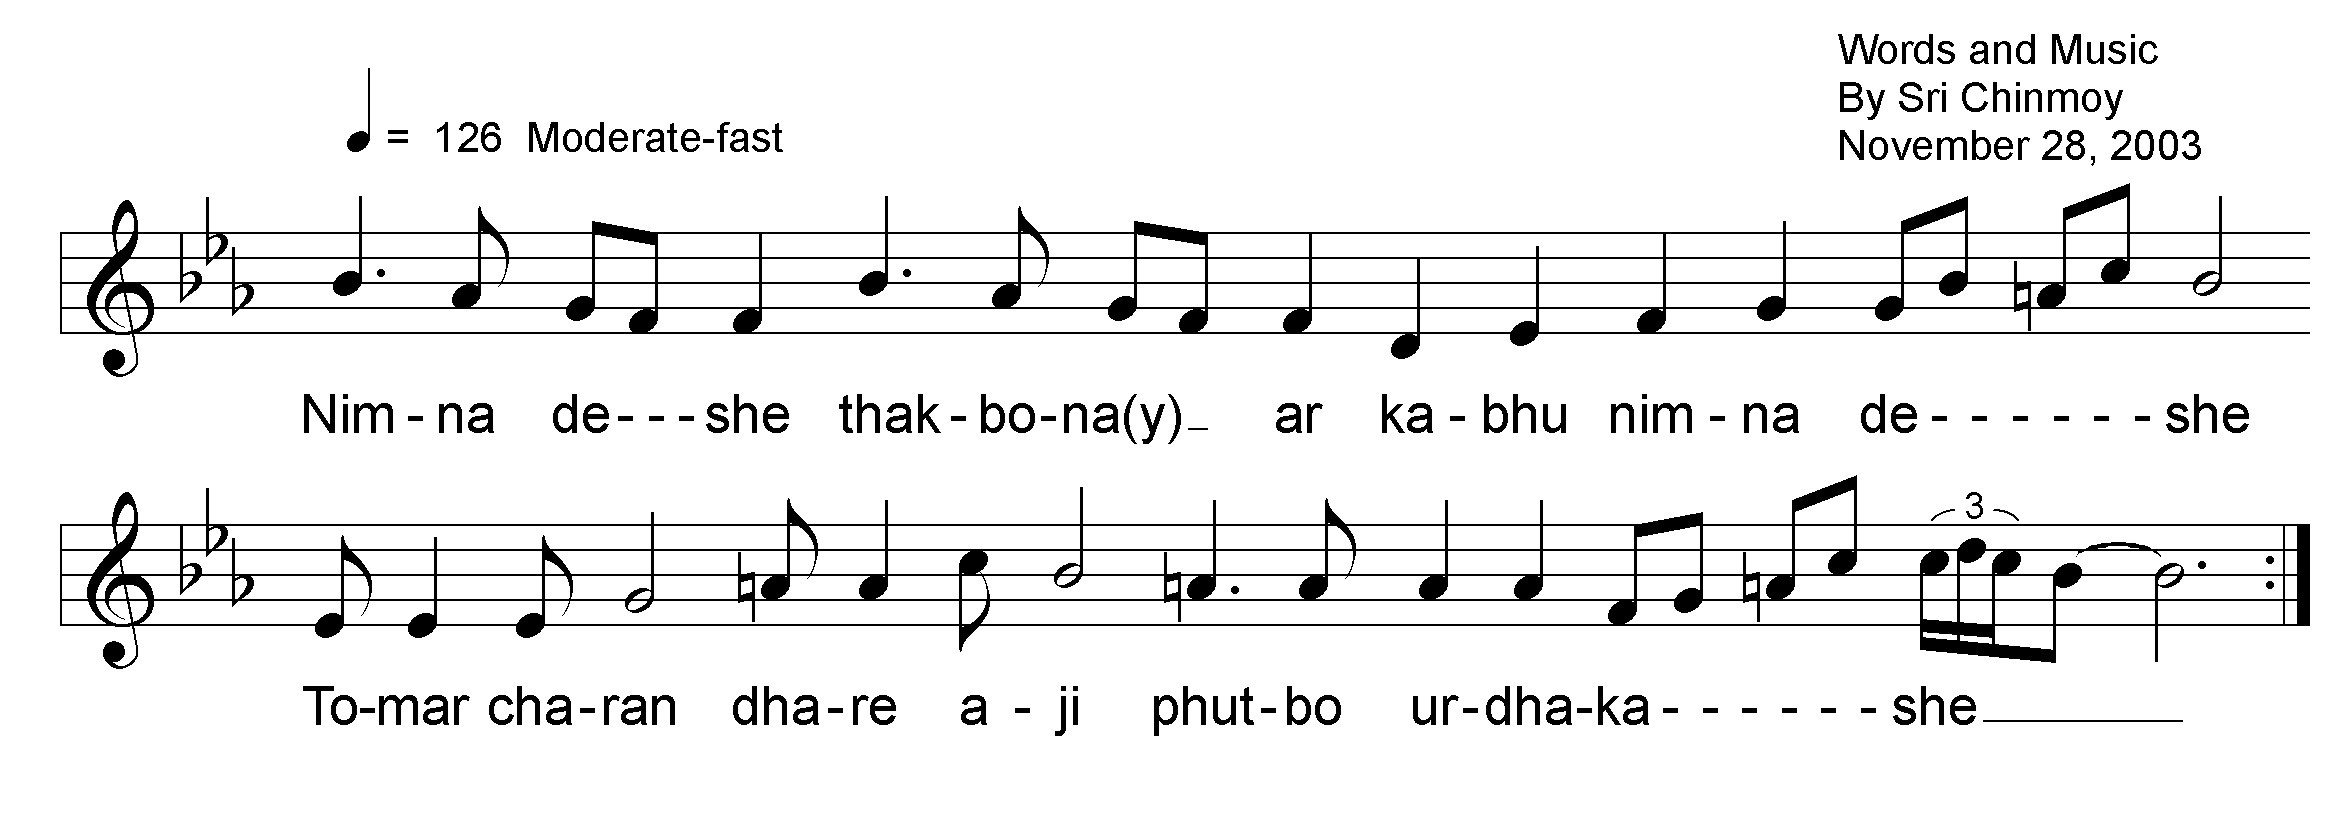 Words and Music
By Sri Chinmoy
= 126 Moderate-fast
November 28, 2003
Nim - na de - - - she thak - bo - na(y)_ ar ka - bhu nim - na de - - - - - - she
3
To-mar cha-ran dha-re a - ji phut-bo ur-dha-ka - - - - - - she______